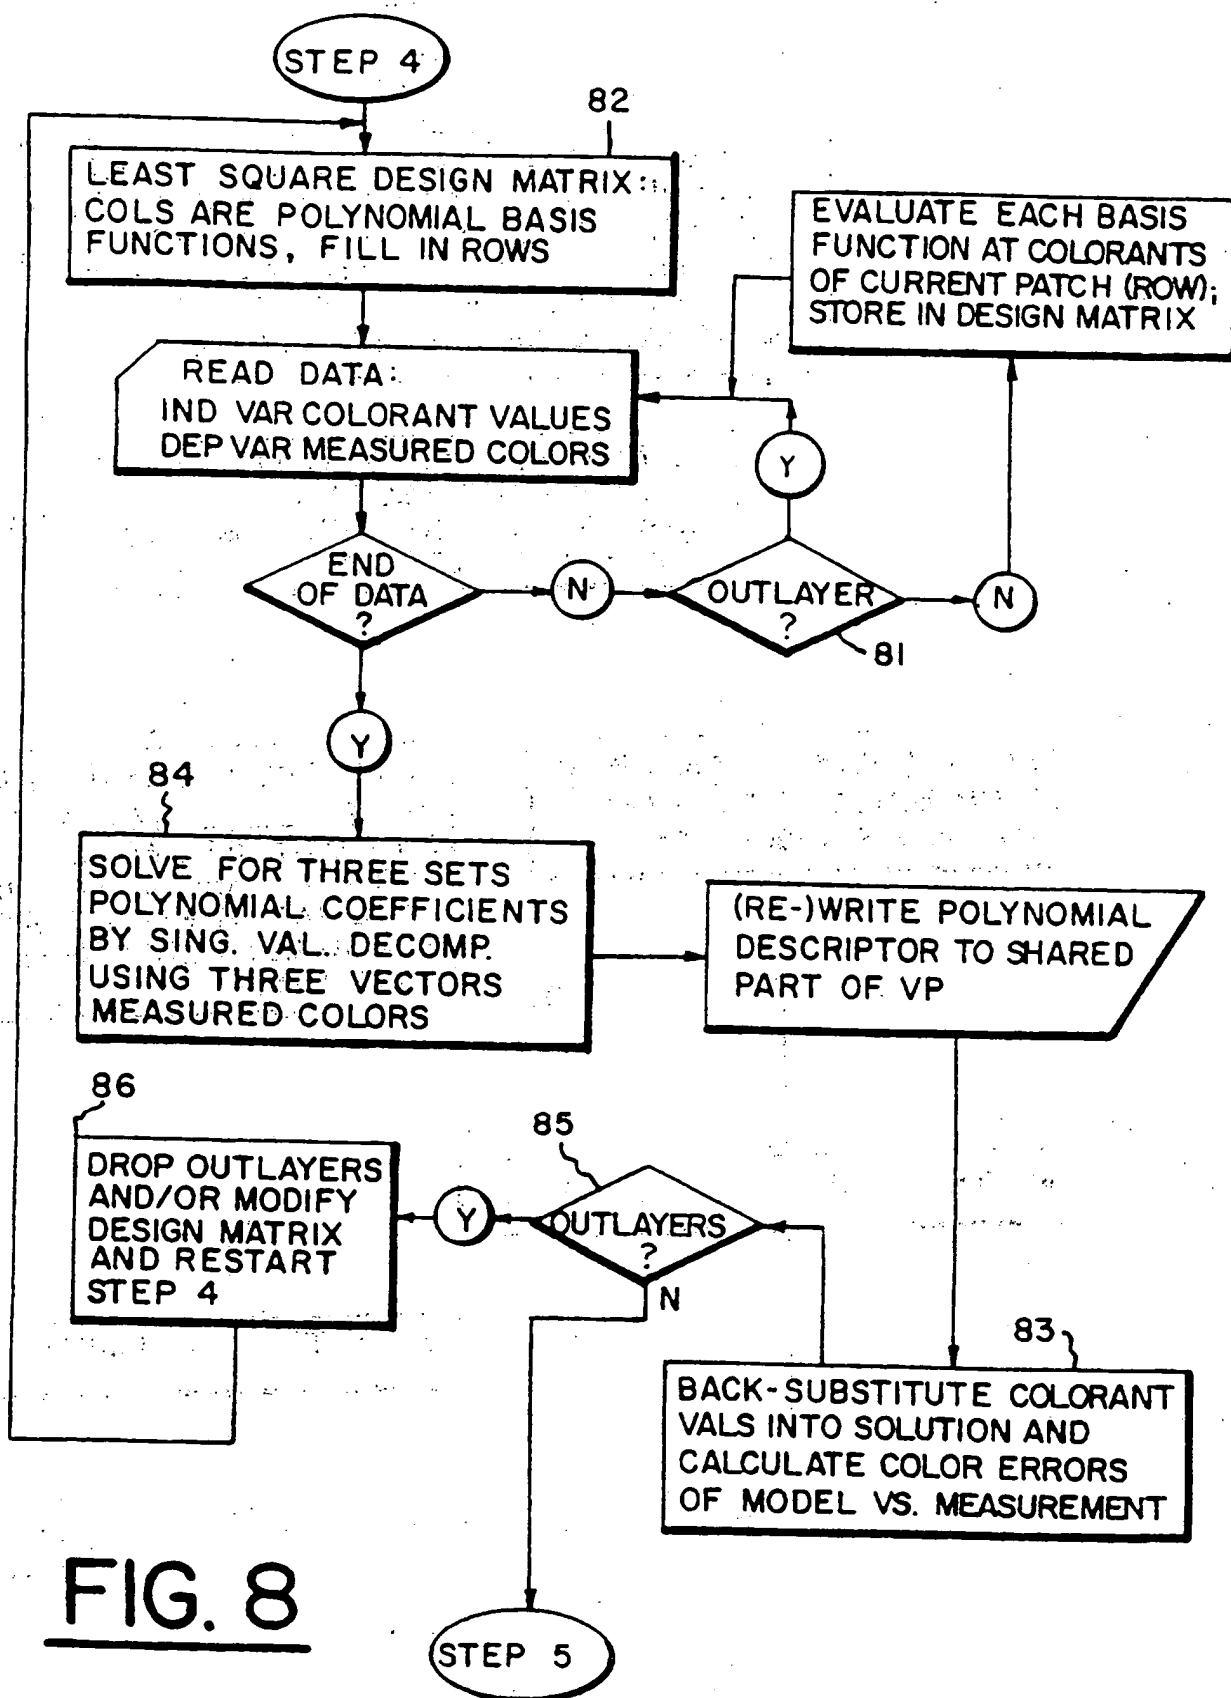 STEP 4
82
LEAST SQUARE DESIGN MATRIX:
COLS ARE POLYNOMIAL BASIS
FUNCTIONS, FILL IN ROWS
EVALUATE EACH BASIS
FUNCTION AT COLORANTS
OF CURRENT PATCH (ROW);
STORE IN DESIGN MATRIX
READ DATA:
IND VAR COLORANT VALUES
DEP VAR MEASURED COLORS
Y
END
OF DATA
?
N
OUTLAYER
?
N
81
Y
84
SOLVE FOR THREE SETS
POLYNOMIAL COEFFICIENTS
BY SING. VAL. DECOMP.
USING THREE VECTORS
MEASURED COLORS
(RE-)WRITE POLYNOMIAL
DESCRIPTOR TO SHARED
PART OF VP
86
DROP OUTLAYERS
AND/OR MODIFY
DESIGN MATRIX
AND RESTART
STEP 4
Y
85
OUTLAYERS
?
N
83
BACK-SUBSTITUTE COLORANT
VALS INTO SOLUTION AND
CALCULATE COLOR ERRORS
OF MODEL VS. MEASUREMENT
FIG. 8
STEP 5